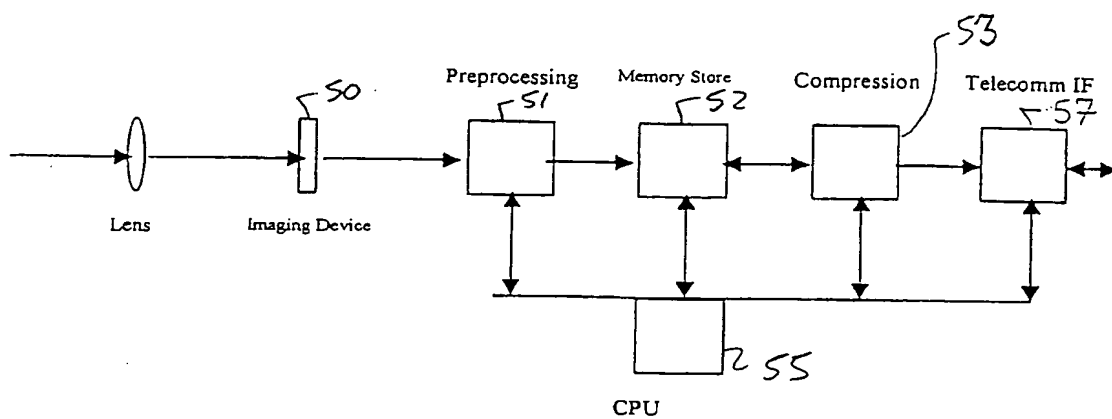 53
Preprocessing
Memory Store
Compression
Telecomm IF
50
51
52
57
Lens
Imaging Device
55
CPU